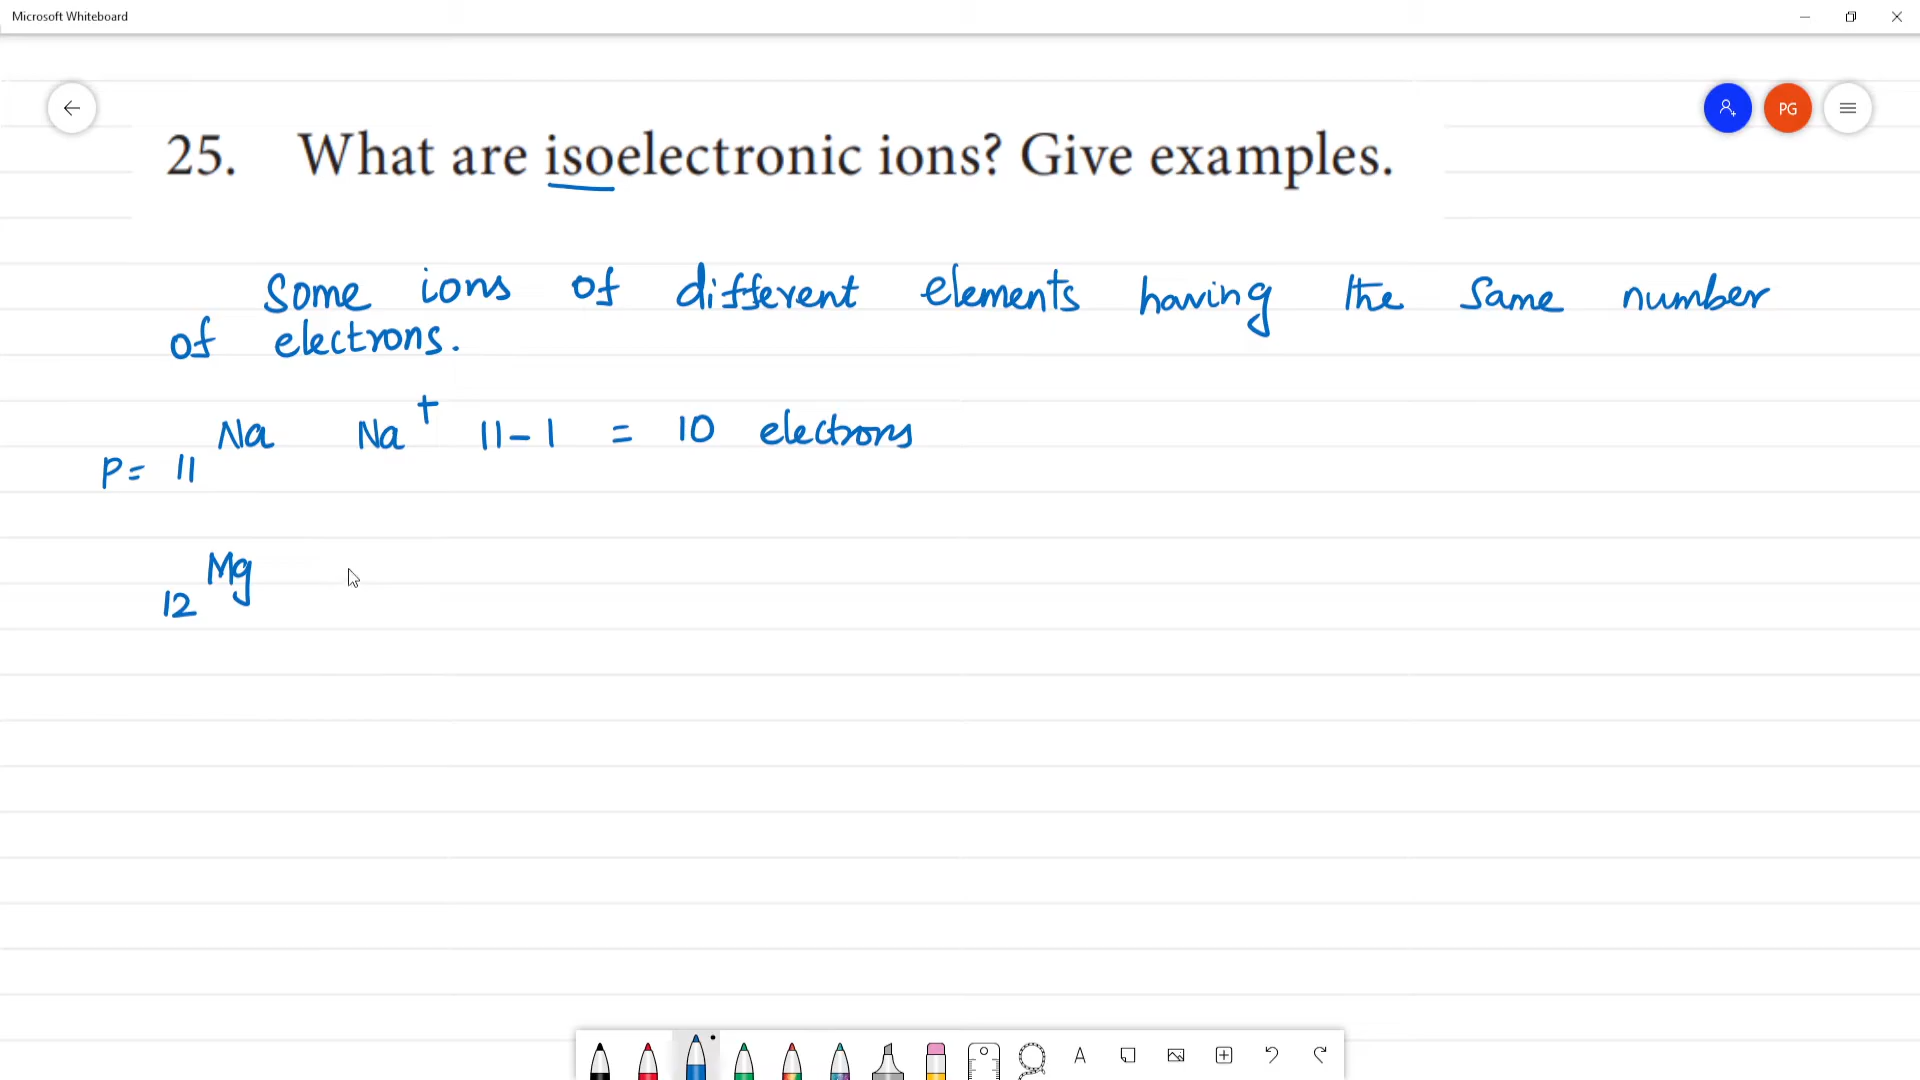 Microsoft Whiteboard
PG
25. What are isoelectronic ions? Give examples.
Some ions of different elements having the same number
of electrons.
Na Na⁺ 11 - 1 = 10 electrons
P = 11
Mg
12
A